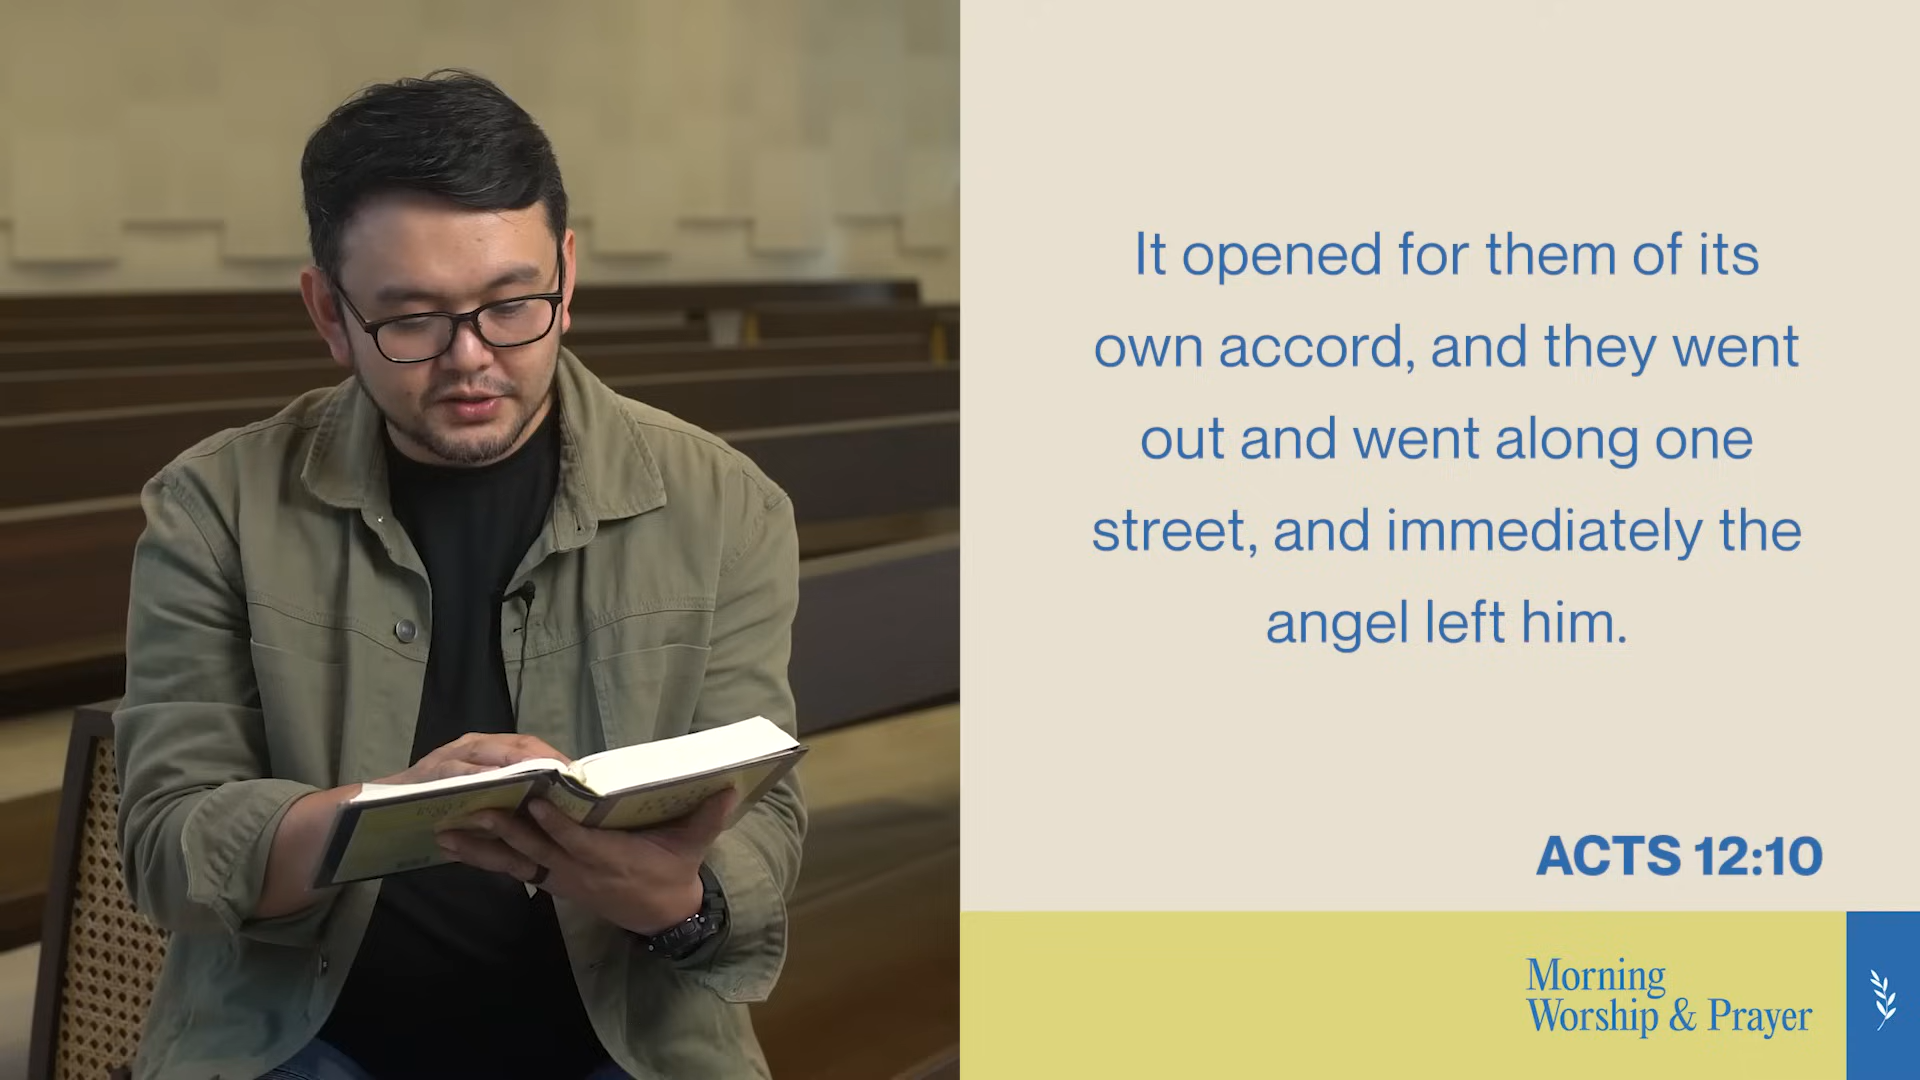 It opened for them of its
own accord, and they went
out and went along one
street, and immediately the
angel left him.
ACTS 12:10
Morning
Worship & Prayer